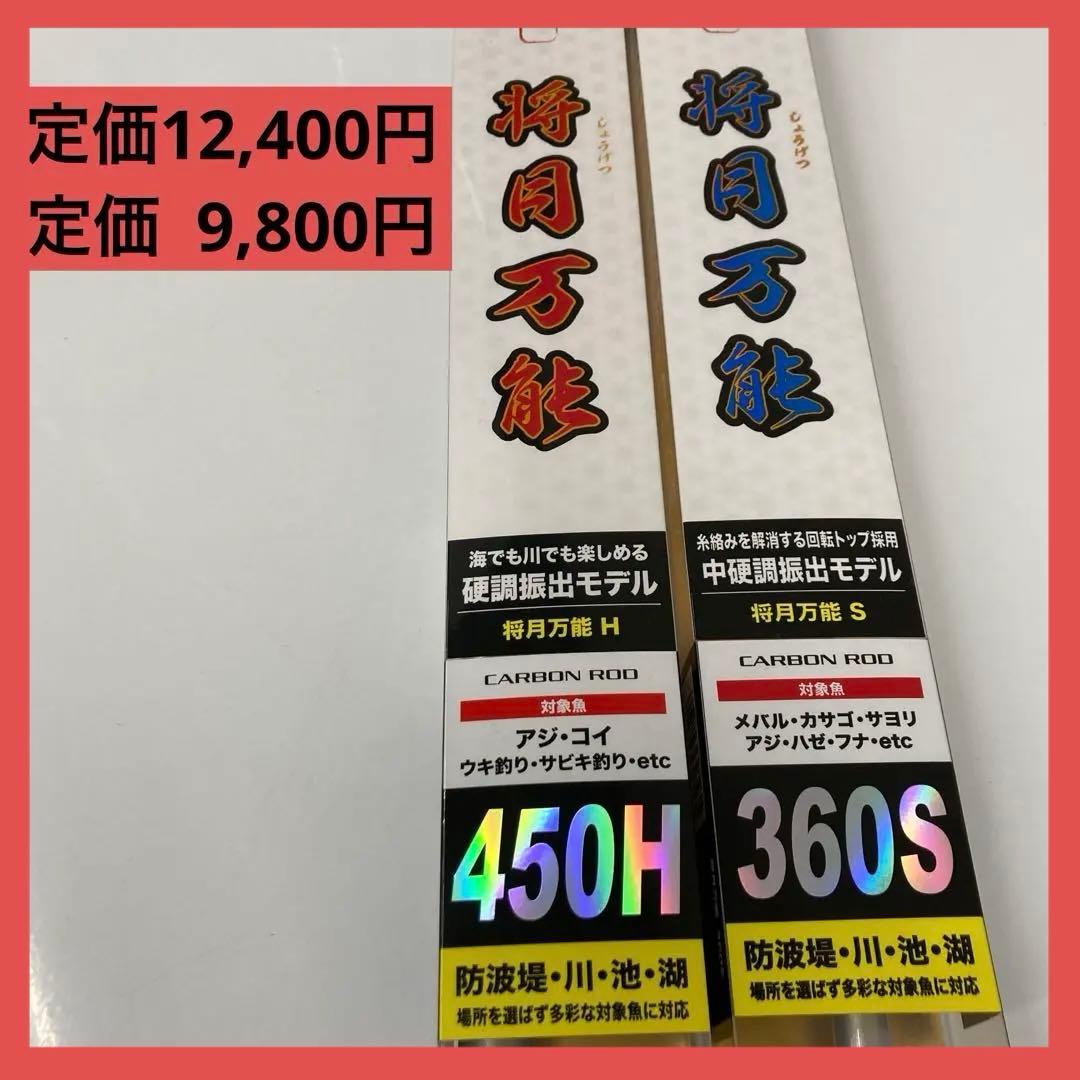 定価12,400円
定価 9,800円
将月万能
しょうげつ
海でも川でも楽しめる
硬調振出モデル
将月万能 H
CARBON ROD
対象魚
アジ・コイ
ウキ釣り・サビキ釣り・etc
450H
防波堤・川・池・湖
場所を選ばず多彩な対象魚に対応
将月万能
しょうげつ
糸絡みを解消する回転トップ採用
中硬調振出モデル
将月万能 S
CARBON ROD
対象魚
メバル・カサゴ・サヨリ
アジ・ハゼ・フナ・etc
360S
防波堤・川・池・湖
場所を選ばず多彩な対象魚に対応